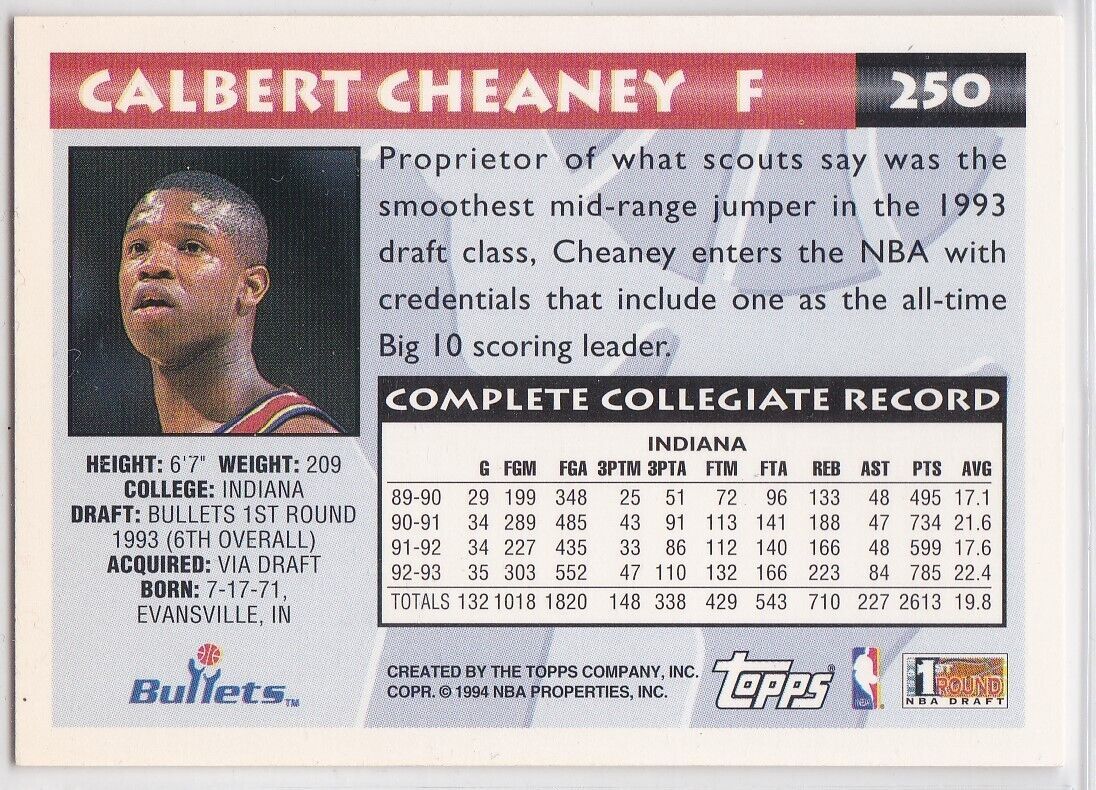 CALBERT CHEANEY F 250
Proprietor of what scouts say was the
smoothest mid-range jumper in the 1993
draft class, Cheaney enters the NBA with
credentials that include one as the all-time
Big 10 scoring leader.
HEIGHT: 6'7" WEIGHT: 209
COLLEGE: INDIANA
DRAFT: BULLETS 1ST ROUND
1993 (6TH OVERALL)
ACQUIRED: VIA DRAFT
BORN: 7-17-71,
EVANSVILLE, IN
Bullets TM
COMPLETE COLLEGIATE RECORD
INDIANA
G FGM FGA 3PTM 3PTA FTM FTA REB AST PTS AVG
89-90 29 199 348 25 51 72 96 133 48 495 17.1
90-91 34 289 485 43 91 113 141 188 47 734 21.6
91-92 34 227 435 33 86 112 140 166 48 599 17.6
92-93 35 303 552 47 110 132 166 223 84 785 22.4
TOTALS 132 1018 1820 148 338 429 543 710 227 2613 19.8
CREATED BY THE TOPPS COMPANY, INC.
COPR. © 1994 NBA PROPERTIES, INC.
Topps®
NBA®
1ST ROUND
NBA DRAFT